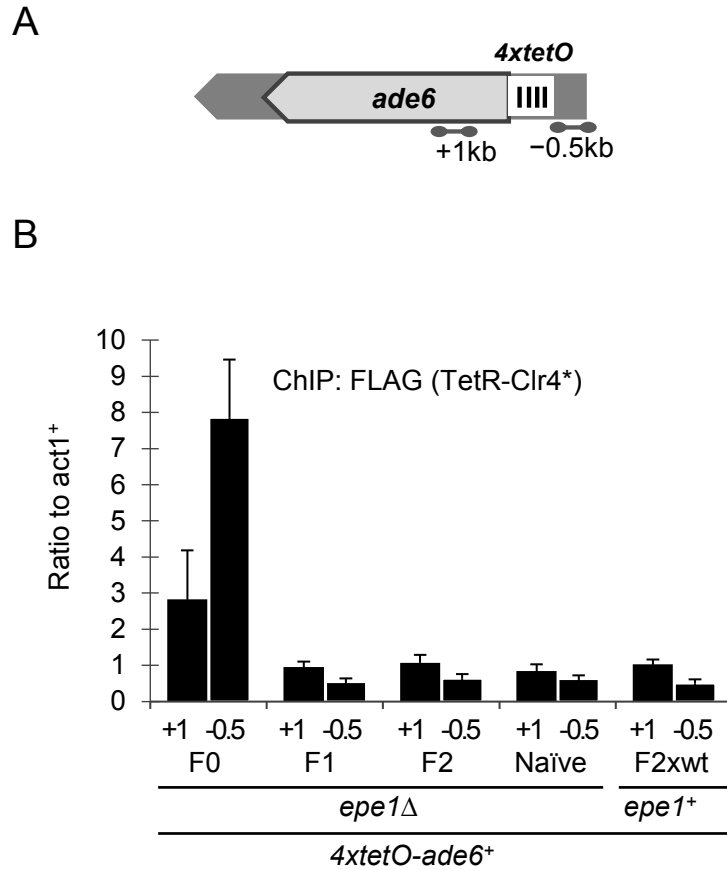 A
4xtetO
ade6
+1kb
−0.5kb
B
10
9
8
7
6
5
4
3
2
1
0
Ratio to act1⁺
ChIP: FLAG (TetR-Clr4*)
+1 -0.5 +1 -0.5 +1 -0.5 +1 -0.5 +1 -0.5
F0 F1 F2 Naïve F2xwt
epe1Δ epe1⁺
4xtetO-ade6⁺